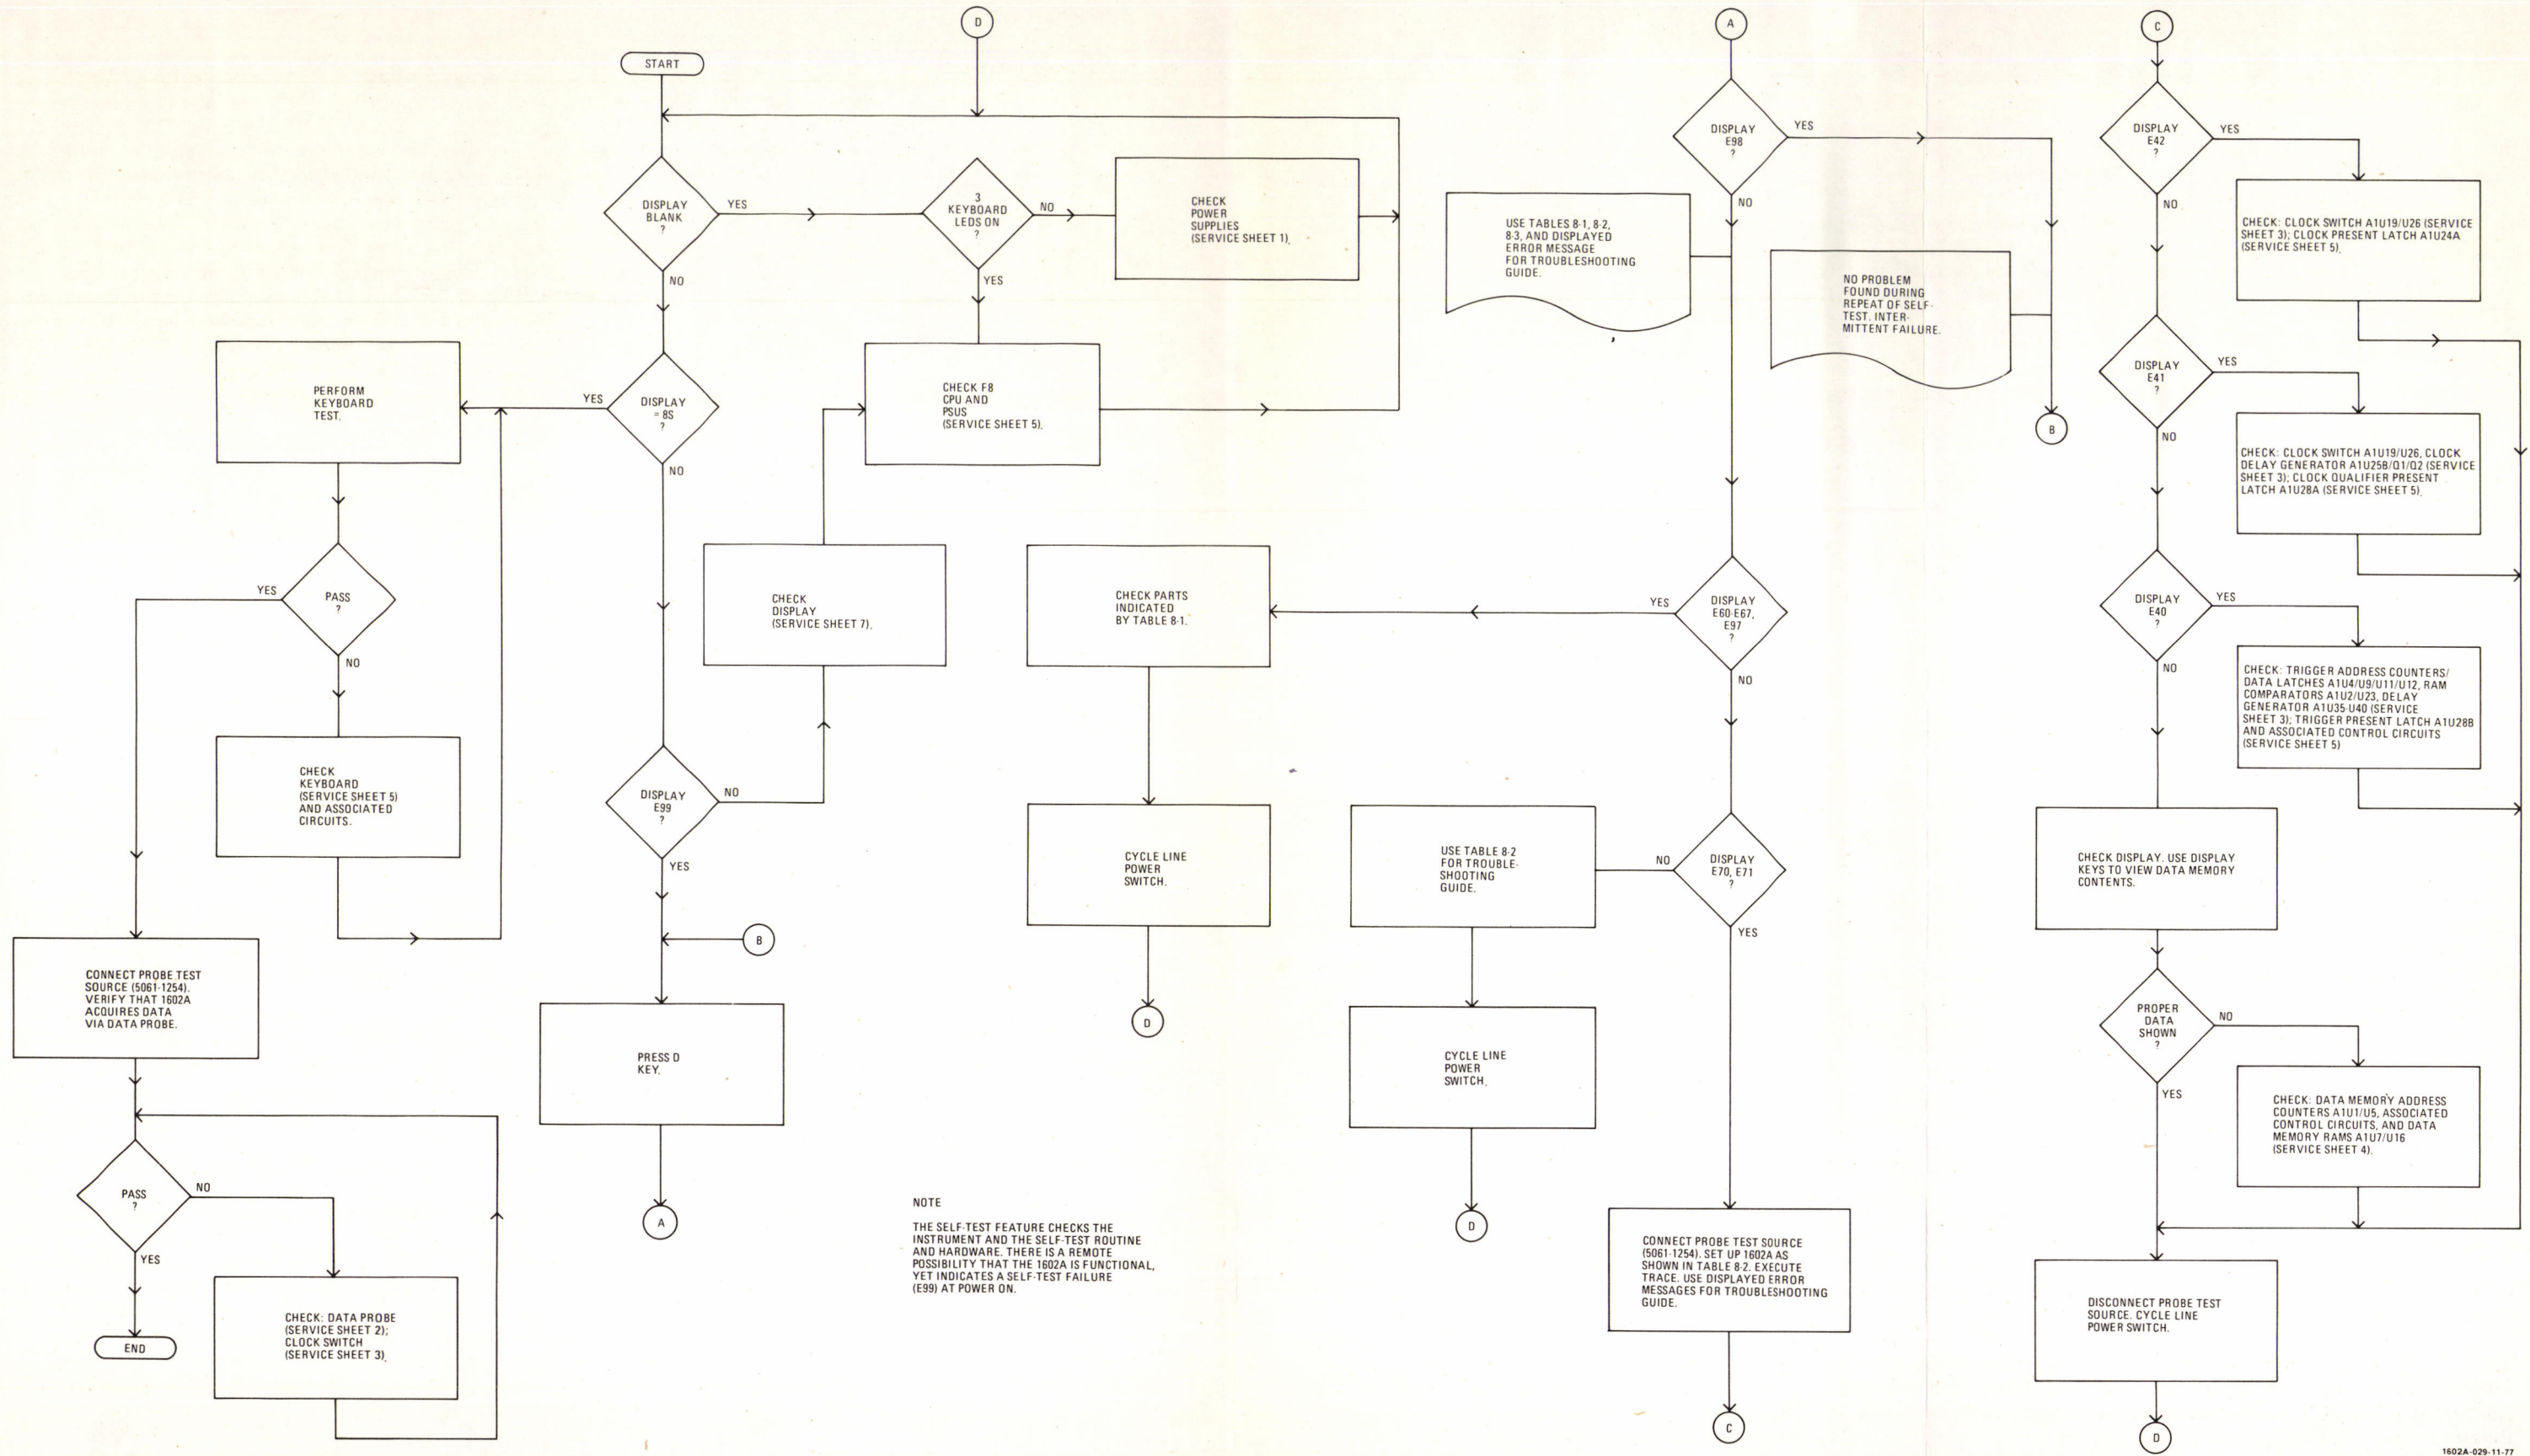 START
D
DISPLAY
BLANK
?
YES
NO
3
KEYBOARD
LEDS ON
?
NO
YES
CHECK
POWER
SUPPLIES
(SERVICE SHEET 1).
DISPLAY
= 8S
?
YES
NO
PERFORM
KEYBOARD
TEST.
CHECK F8
CPU AND
PSUS
(SERVICE SHEET 5).
PASS
?
YES
NO
CHECK
KEYBOARD
(SERVICE SHEET 5)
AND ASSOCIATED
CIRCUITS.
CHECK
DISPLAY
(SERVICE SHEET 7).
DISPLAY
E99
?
NO
YES
B
PRESS D
KEY.
A
CONNECT PROBE TEST
SOURCE (5061-1254).
VERIFY THAT 1602A
ACQUIRES DATA
VIA DATA PROBE.
PASS
?
NO
YES
END
CHECK: DATA PROBE
(SERVICE SHEET 2);
CLOCK SWITCH
(SERVICE SHEET 3).
NOTE
THE SELF-TEST FEATURE CHECKS THE
INSTRUMENT AND THE SELF-TEST ROUTINE
AND HARDWARE. THERE IS A REMOTE
POSSIBILITY THAT THE 1602A IS FUNCTIONAL,
YET INDICATES A SELF-TEST FAILURE
(E99) AT POWER ON.
A
DISPLAY
E98
?
YES
NO
USE TABLES 8-1, 8-2,
8-3, AND DISPLAYED
ERROR MESSAGE
FOR TROUBLESHOOTING
GUIDE.
NO PROBLEM
FOUND DURING
REPEAT OF SELF-
TEST. INTER-
MITTENT FAILURE.
B
DISPLAY
E60-E67,
E97
?
YES
NO
CHECK PARTS
INDICATED
BY TABLE 8-1.
CYCLE LINE
POWER
SWITCH.
D
DISPLAY
E70, E71
?
NO
YES
USE TABLE 8-2
FOR TROUBLE-
SHOOTING
GUIDE.
CYCLE LINE
POWER
SWITCH.
D
CONNECT PROBE TEST SOURCE
(5061-1254). SET UP 1602A AS
SHOWN IN TABLE 8-2. EXECUTE
TRACE. USE DISPLAYED ERROR
MESSAGES FOR TROUBLESHOOTING
GUIDE.
C
C
DISPLAY
E42
?
YES
NO
CHECK: CLOCK SWITCH A1U19/U26 (SERVICE
SHEET 3); CLOCK PRESENT LATCH A1U24A
(SERVICE SHEET 5).
DISPLAY
E41
?
YES
NO
CHECK: CLOCK SWITCH A1U19/U26, CLOCK
DELAY GENERATOR A1U25B/Q1/Q2 (SERVICE
SHEET 3); CLOCK QUALIFIER PRESENT
LATCH A1U28A (SERVICE SHEET 5).
DISPLAY
E40
?
YES
NO
CHECK: TRIGGER ADDRESS COUNTERS/
DATA LATCHES A1U4/U9/U11/U12, RAM
COMPARATORS A1U2/U23, DELAY
GENERATOR A1U35-U40 (SERVICE
SHEET 3); TRIGGER PRESENT LATCH A1U28B
AND ASSOCIATED CONTROL CIRCUITS
(SERVICE SHEET 5)
CHECK DISPLAY. USE DISPLAY
KEYS TO VIEW DATA MEMORY
CONTENTS.
PROPER
DATA
SHOWN
?
NO
YES
CHECK: DATA MEMORY ADDRESS
COUNTERS A1U1/U5, ASSOCIATED
CONTROL CIRCUITS, AND DATA
MEMORY RAMS A1U7/U16
(SERVICE SHEET 4).
DISCONNECT PROBE TEST
SOURCE. CYCLE LINE
POWER SWITCH.
D
1602A-029-11-77